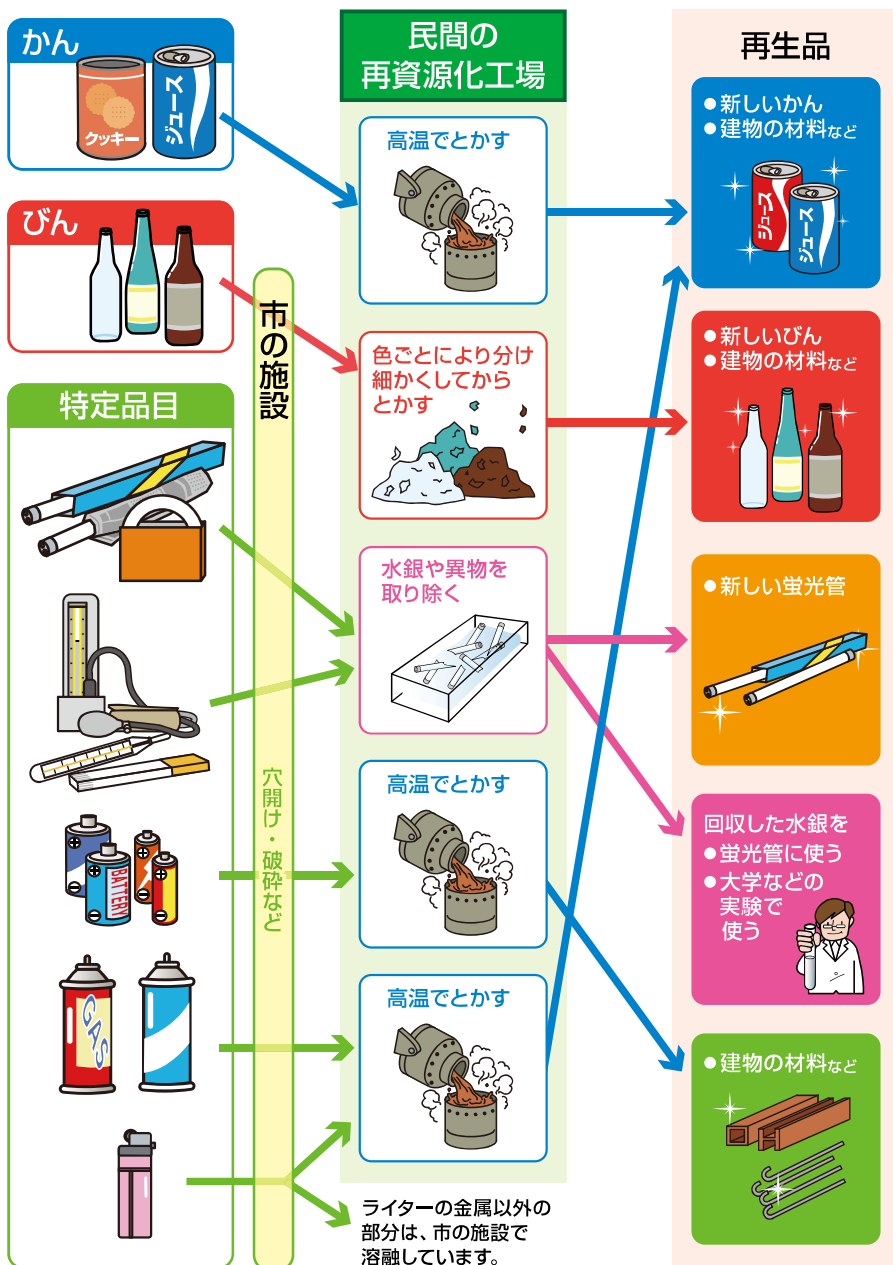 かん
クッキー
ジュース
びん
特定品目
BATTERY
GAS
市の施設
穴開け・破砕など
民間の
再資源化工場
高温でとかす
色ごとにより分け
細かくしてから
とかす
水銀や異物を
取り除く
高温でとかす
高温でとかす
ライターの金属以外の
部分は、市の施設で
溶融しています。
再生品
●新しいかん
●建物の材料など
ジュース
ジュース
●新しいびん
●建物の材料など
●新しい蛍光管
回収した水銀を
●蛍光管に使う
●大学などの
実験で
使う
●建物の材料など